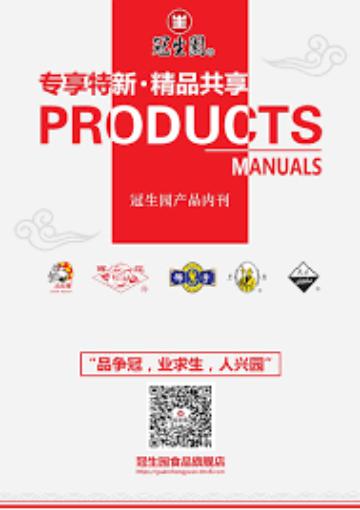 冠生园
专享特新·精品共享
PRODUCTS
MANUALS
冠生园产品内刊
“品争冠，业求生，人兴园”
冠生园食品旗舰店